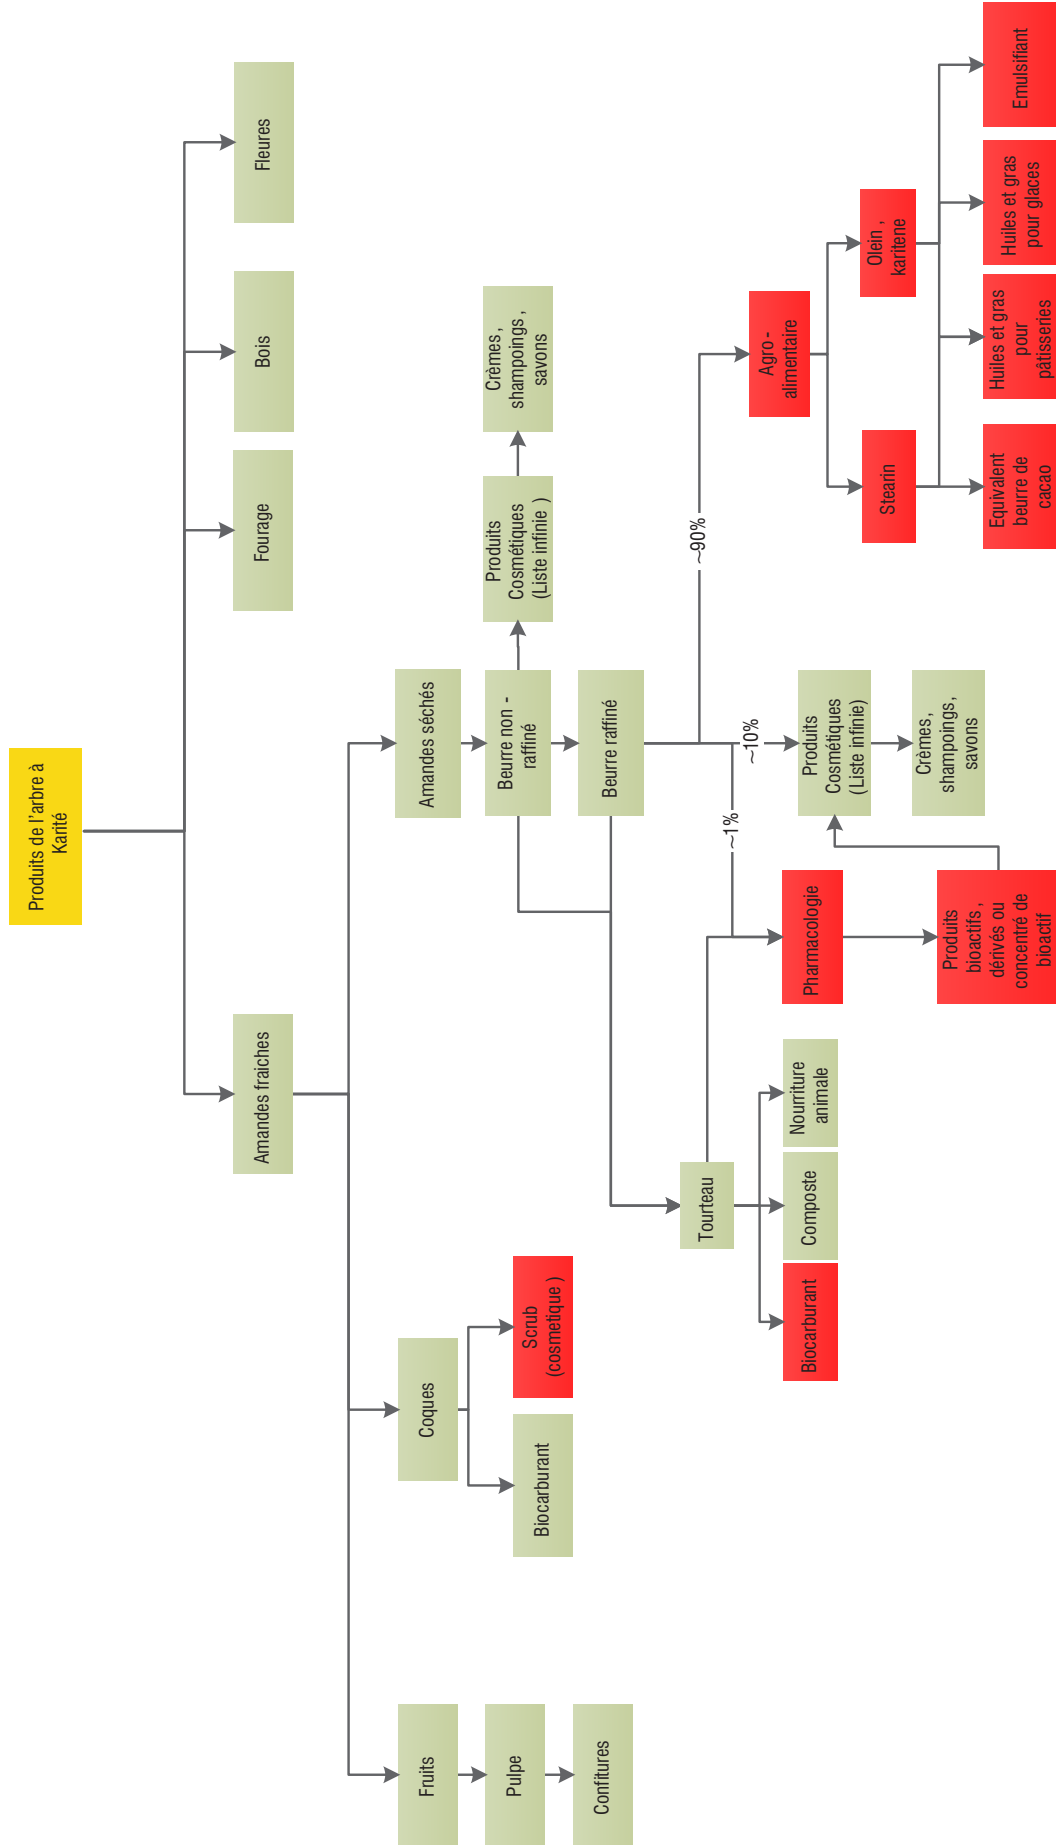 Produits de l'arbre à
Karité
Amandes fraiches
Fourage
Bois
Fleures
Fruits
Coques
Amandes séchés
Pulpe
Confitures
Biocarburant
Scrub
(cosmetique )
Beurre non -
raffiné
Produits
Cosmétiques
(Liste infinie )
Crèmes,
shampoings ,
savons
Beurre raffiné
Tourteau
~1%
~10%
~90%
Biocarburant
Composte
Nourriture
animale
Pharmacologie
Produits
Cosmétiques
(Liste infinie)
Agro-
alimentaire
Stearin
Olein ,
karitene
Produits
bioactifs ,
dérivés ou
concentré de
bioactif
Crèmes,
shampoings,
savons
Equivalent
beurre de
cacao
Huiles et gras
pour
pâtisseries
Huiles et gras
pour glaces
Emulsifiant